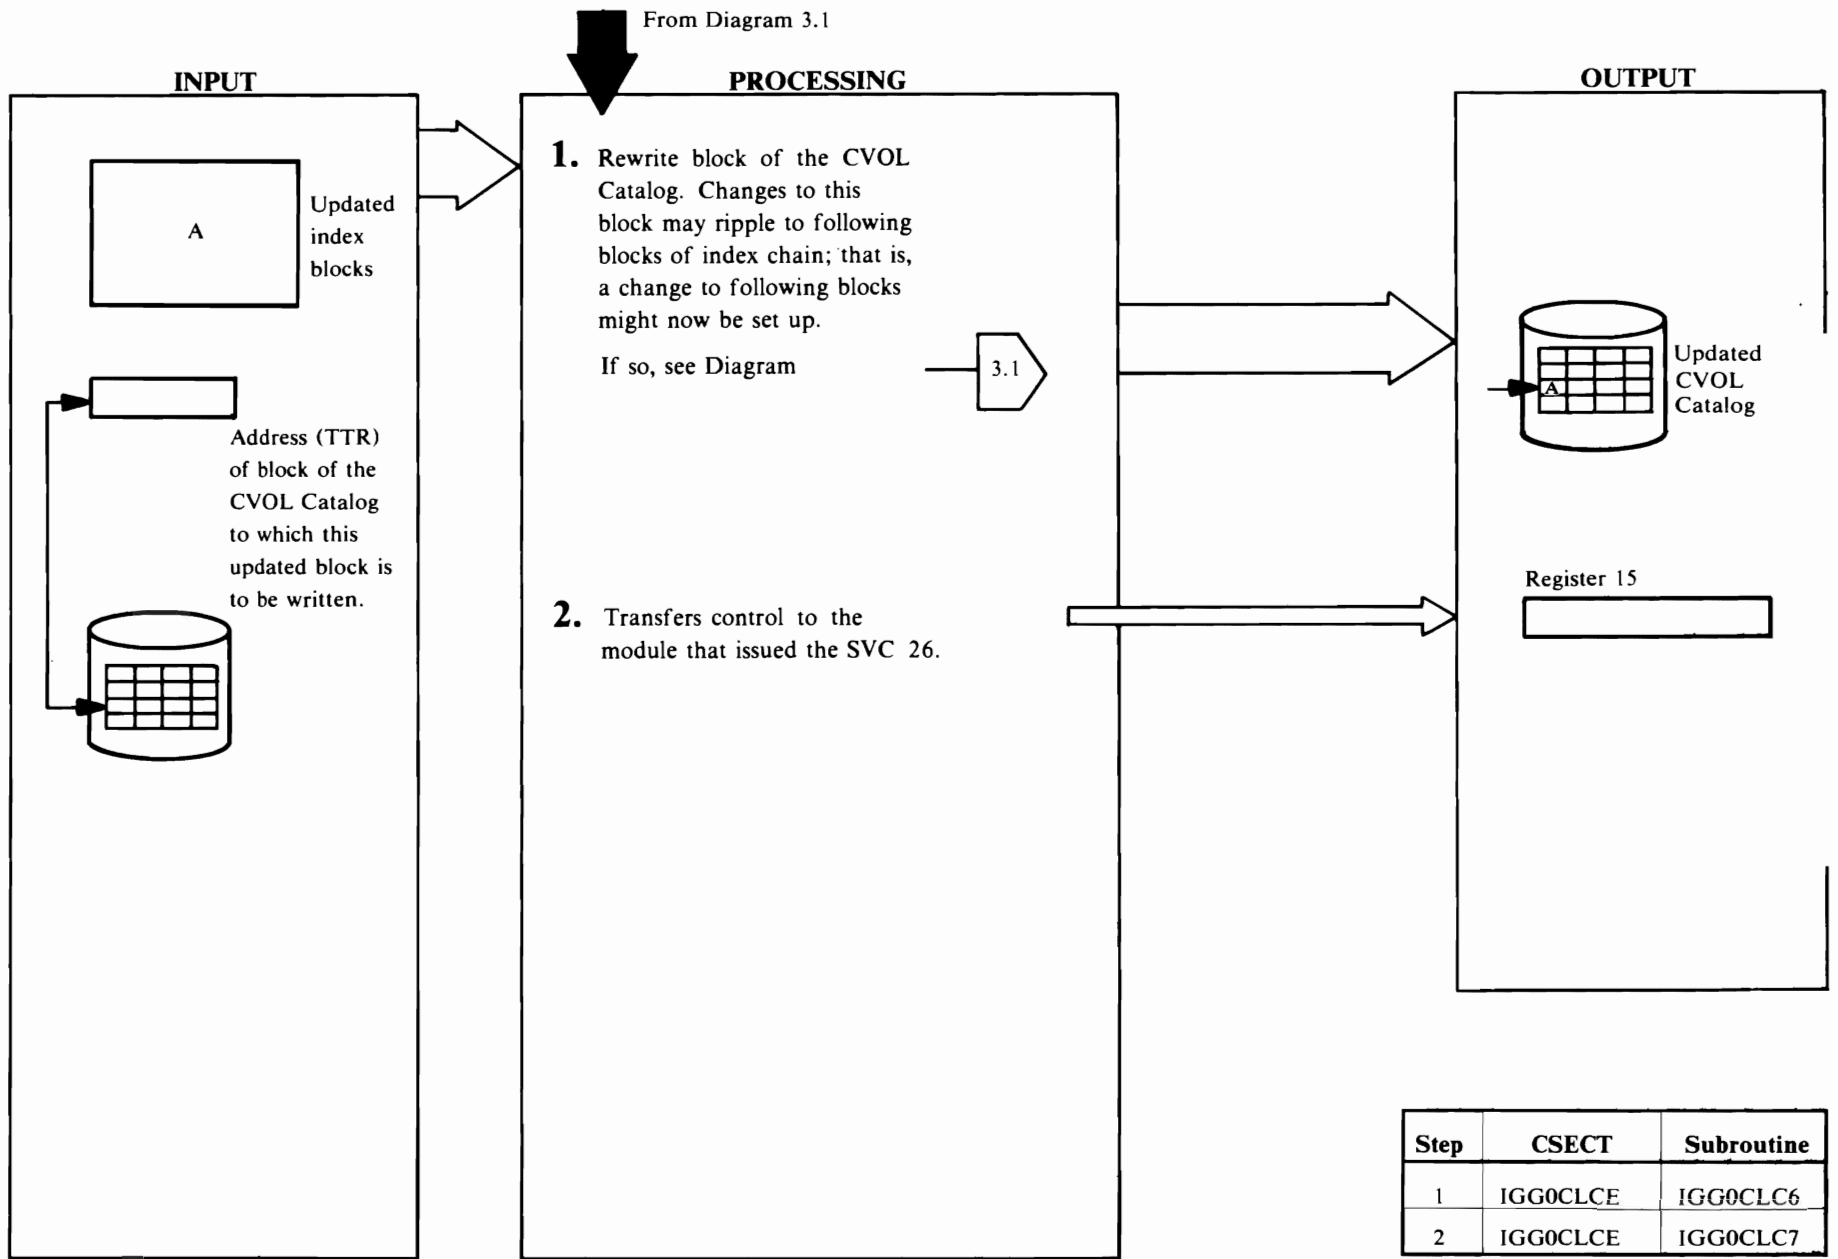 From Diagram 3.1
INPUT
A
Updated
index
blocks
Address (TTR)
of block of the
CVOL Catalog
to which this
updated block is
to be written.
PROCESSING
1. Rewrite block of the CVOL
Catalog. Changes to this
block may ripple to following
blocks of index chain; that is,
a change to following blocks
might now be set up.
If so, see Diagram 3.1
2. Transfers control to the
module that issued the SVC 26.
OUTPUT
A
Updated
CVOL
Catalog
Register 15
Step CSECT Subroutine
1 IGG0CLCE IGG0CLC6
2 IGG0CLCE IGG0CLC7